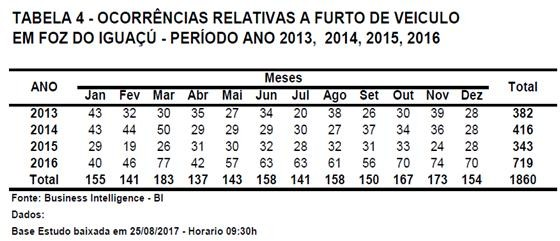 TABELA 4 - OCORRÊNCIAS RELATIVAS A FURTO DE VEICULO
EM FOZ DO IGUAÇÚ - PERÍODO ANO 2013, 2014, 2015, 2016
Meses
ANO Jan Fev Mar Abr Mai Jun Jul Ago Set Out Nov Dez Total
2013 43 32 30 35 27 34 20 38 26 30 39 28 382
2014 43 44 50 29 29 29 30 27 37 34 36 28 416
2015 29 19 26 31 30 32 28 32 31 33 24 28 343
2016 40 46 77 42 57 63 63 61 56 70 74 70 719
Total 155 141 183 137 143 158 141 158 150 167 173 154 1860
Fonte: Business Intelligence - BI
Dados:
Base Estudo baixada em 25/08/2017 - Horario 09:30h